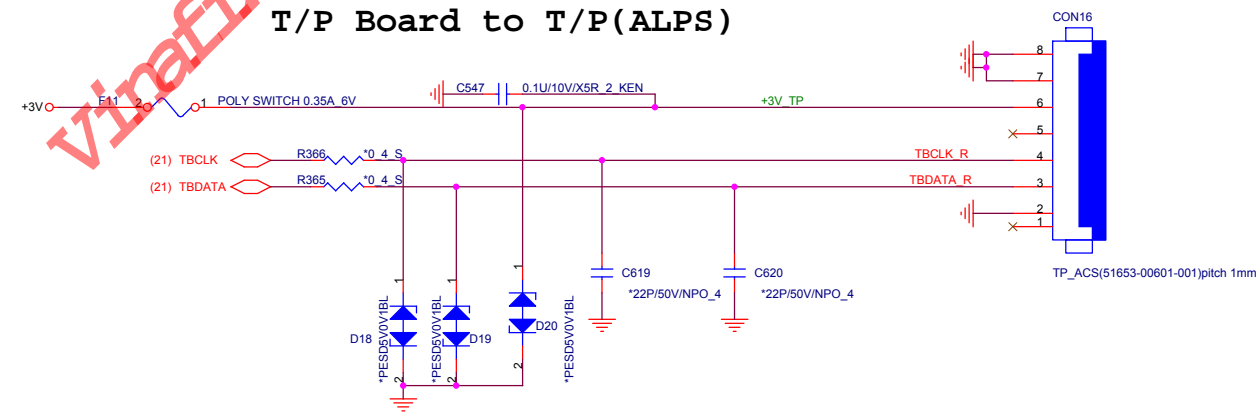 T/P Board to T/P(ALPS)
CON16
C547 0.1U/10V/X5R_2_KEN
+3V F11 2 1 POLY SWITCH 0.35A_6V +3V_TP
8
7
6
5
4
3
2
1
(21) TBCLK R366 *0_4_S TBCLK_R
(21) TBDATA R365 *0_4_S TBDATA_R
TP_ACS(51653-00601-001)pitch 1mm
1
1
1
C619
*22P/50V/NPO_4
C620
*22P/50V/NPO_4
D18
*PESD5V0V1BL
D19
*PESD5V0V1BL
D20
*PESD5V0V1BL
2
2
2